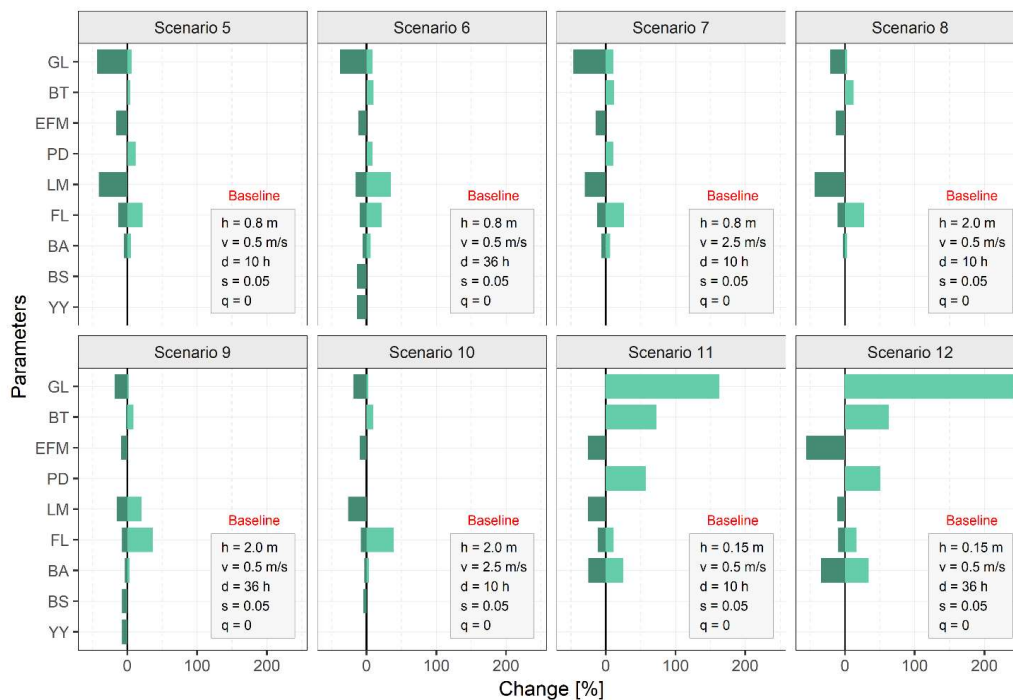 Scenario 5
Scenario 6
Scenario 7
Scenario 8
GL
BT
EFM
PD
LM
FL
BA
BS
YY
Baseline
h = 0.8 m
v = 0.5 m/s
d = 10 h
s = 0.05
q = 0
Baseline
h = 0.8 m
v = 0.5 m/s
d = 36 h
s = 0.05
q = 0
Baseline
h = 0.8 m
v = 2.5 m/s
d = 10 h
s = 0.05
q = 0
Baseline
h = 2.0 m
v = 0.5 m/s
d = 10 h
s = 0.05
q = 0
Parameters
Scenario 9
Scenario 10
Scenario 11
Scenario 12
GL
BT
EFM
PD
LM
FL
BA
BS
YY
Baseline
h = 2.0 m
v = 0.5 m/s
d = 36 h
s = 0.05
q = 0
Baseline
h = 2.0 m
v = 2.5 m/s
d = 10 h
s = 0.05
q = 0
Baseline
h = 0.15 m
v = 0.5 m/s
d = 10 h
s = 0.05
q = 0
Baseline
h = 0.15 m
v = 0.5 m/s
d = 36 h
s = 0.05
q = 0
0 100 200
0 100 200
0 100 200
0 100 200
Change [%]